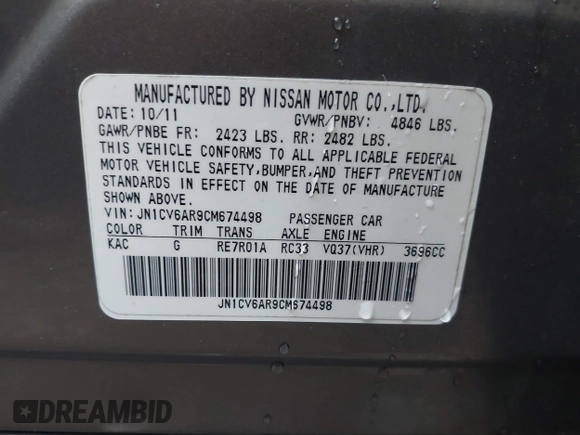 MANUFACTURED BY NISSAN MOTOR CO.,LTD.
DATE: 10/11 GVWR/PNBV: 4846 LBS.
GAWR/PNBE FR: 2423 LBS. RR: 2482 LBS.
THIS VEHICLE CONFORMS TO ALL APPLICABLE FEDERAL
MOTOR VEHICLE SAFETY,BUMPER,AND THEFT PREVENTION
STANDARDS IN EFFECT ON THE DATE OF MANUFACTURE
SHOWN ABOVE.
VIN: JN1CV6AR9CM674498 PASSENGER CAR
COLOR TRIM TRANS AXLE ENGINE
KAC G RE7R01A RC33 VQ37(VHR) 3696CC
JN1CV6AR9CM674498
DREAMBID